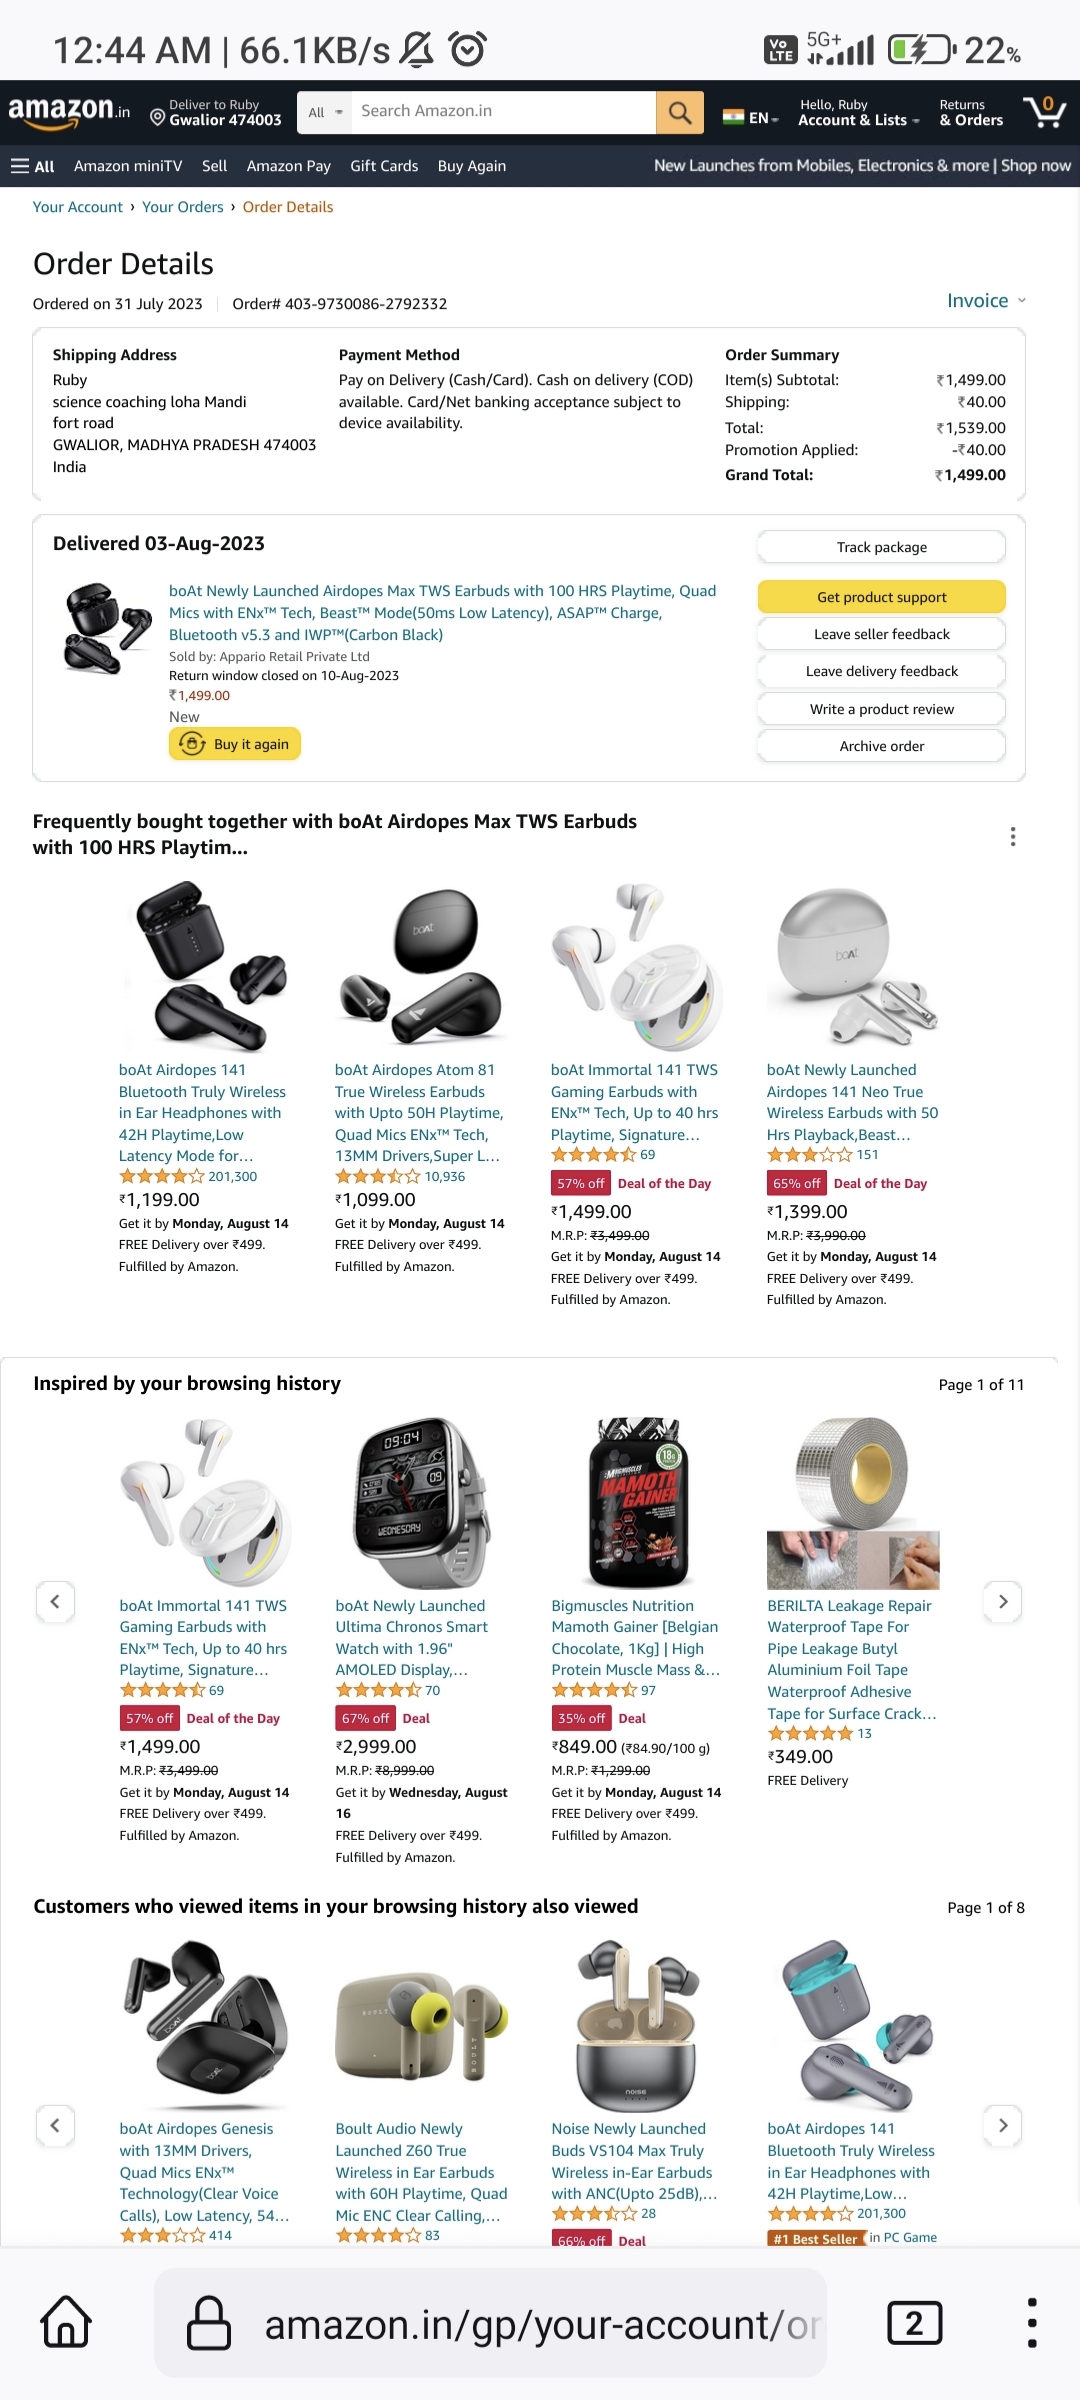 12:44 AM | 66.1KB/s
Vo LTE 5G+ 22%
amazon.in
Deliver to Ruby
Gwalior 474003
All
Search Amazon.in
EN
Hello, Ruby
Account & Lists
Returns
& Orders
0
All Amazon miniTV Sell Amazon Pay Gift Cards Buy Again
New Launches from Mobiles, Electronics & more | Shop now
Your Account › Your Orders › Order Details
Order Details
Ordered on 31 July 2023 | Order# 403-9730086-2792332
Invoice
Shipping Address
Ruby
science coaching loha Mandi
fort road
GWALIOR, MADHYA PRADESH 474003
India
Payment Method
Pay on Delivery (Cash/Card). Cash on delivery (COD)
available. Card/Net banking acceptance subject to
device availability.
Order Summary
Item(s) Subtotal: ₹1,499.00
Shipping: ₹40.00
Total: ₹1,539.00
Promotion Applied: -₹40.00
Grand Total: ₹1,499.00
Delivered 03-Aug-2023
boAt Newly Launched Airdopes Max TWS Earbuds with 100 HRS Playtime, Quad
Mics with ENx™ Tech, Beast™ Mode(50ms Low Latency), ASAP™ Charge,
Bluetooth v5.3 and IWP™(Carbon Black)
Sold by: Appario Retail Private Ltd
Return window closed on 10-Aug-2023
₹1,499.00
New
Buy it again
Track package
Get product support
Leave seller feedback
Leave delivery feedback
Write a product review
Archive order
Frequently bought together with boAt Airdopes Max TWS Earbuds
with 100 HRS Playtim...
boAt
boAt
boAt Airdopes 141
Bluetooth Truly Wireless
in Ear Headphones with
42H Playtime,Low
Latency Mode for...
201,300
₹1,199.00
Get it by Monday, August 14
FREE Delivery over ₹499.
Fulfilled by Amazon.
boAt Airdopes Atom 81
True Wireless Earbuds
with Upto 50H Playtime,
Quad Mics ENx™ Tech,
13MM Drivers,Super L...
10,936
₹1,099.00
Get it by Monday, August 14
FREE Delivery over ₹499.
Fulfilled by Amazon.
boAt Immortal 141 TWS
Gaming Earbuds with
ENx™ Tech, Up to 40 hrs
Playtime, Signature...
69
57% off Deal of the Day
₹1,499.00
M.R.P: ₹3,499.00
Get it by Monday, August 14
FREE Delivery over ₹499.
Fulfilled by Amazon.
boAt Newly Launched
Airdopes 141 Neo True
Wireless Earbuds with 50
Hrs Playback,Beast...
151
65% off Deal of the Day
₹1,399.00
M.R.P: ₹3,990.00
Get it by Monday, August 14
FREE Delivery over ₹499.
Fulfilled by Amazon.
Inspired by your browsing history
Page 1 of 11
09:04
09
WEDNESDAY
18g
BIGMUSCLES
MAMOTH
GAINER
boAt Immortal 141 TWS
Gaming Earbuds with
ENx™ Tech, Up to 40 hrs
Playtime, Signature...
69
57% off Deal of the Day
₹1,499.00
M.R.P: ₹3,499.00
Get it by Monday, August 14
FREE Delivery over ₹499.
Fulfilled by Amazon.
boAt Newly Launched
Ultima Chronos Smart
Watch with 1.96"
AMOLED Display,...
70
67% off Deal
₹2,999.00
M.R.P: ₹8,999.00
Get it by Wednesday, August
16
FREE Delivery over ₹499.
Fulfilled by Amazon.
Bigmuscles Nutrition
Mamoth Gainer [Belgian
Chocolate, 1Kg] | High
Protein Muscle Mass &...
97
35% off Deal
₹849.00 (₹84.90/100 g)
M.R.P: ₹1,299.00
Get it by Monday, August 14
FREE Delivery over ₹499.
Fulfilled by Amazon.
BERILTA Leakage Repair
Waterproof Tape For
Pipe Leakage Butyl
Aluminium Foil Tape
Waterproof Adhesive
Tape for Surface Crack...
13
₹349.00
FREE Delivery
Customers who viewed items in your browsing history also viewed
Page 1 of 8
boAt
BOULT
BOULT
noise
boAt Airdopes Genesis
with 13MM Drivers,
Quad Mics ENx™
Technology(Clear Voice
Calls), Low Latency, 54...
414
Boult Audio Newly
Launched Z60 True
Wireless in Ear Earbuds
with 60H Playtime, Quad
Mic ENC Clear Calling,...
83
Noise Newly Launched
Buds VS104 Max Truly
Wireless in-Ear Earbuds
with ANC(Upto 25dB),...
28
66% off Deal
boAt Airdopes 141
Bluetooth Truly Wireless
in Ear Headphones with
42H Playtime,Low...
201,300
#1 Best Seller in PC Game
amazon.in/gp/your-account/or
2